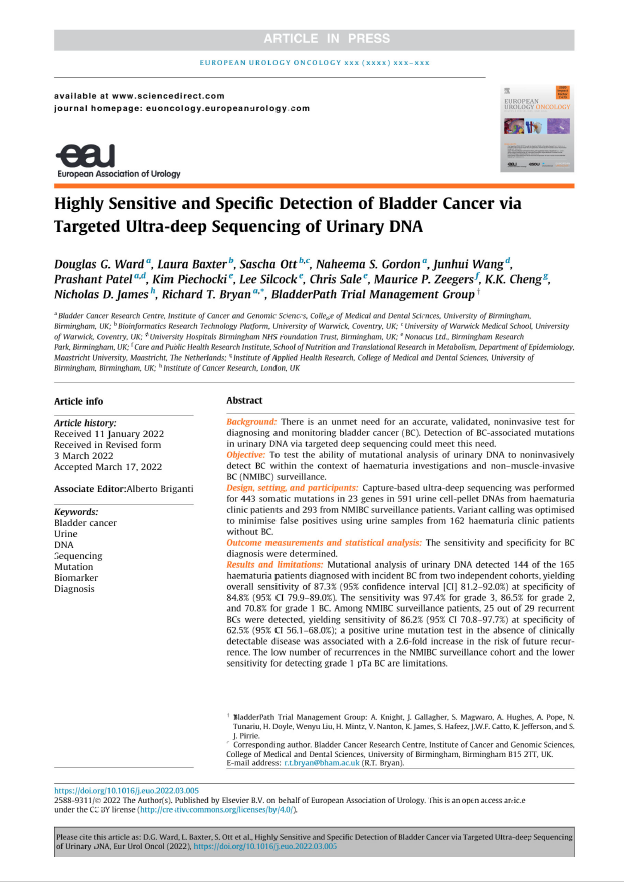 ARTICLE IN PRESS
EUROPEAN UROLOGY ONCOLOGY xxx (xxxx) xxx–xxx
available at www.sciencedirect.com
journal homepage: euoncology.europeanurology.com
EUROPEAN
UROLOGY ONCOLOGY
eau
European Association of Urology
Highly Sensitive and Specific Detection of Bladder Cancer via
Targeted Ultra-deep Sequencing of Urinary DNA
Douglas G. Ward a, Laura Baxter b, Sascha Ott b,c, Naheema S. Gordon a, Junhui Wang d,
Prashant Patel a,d, Kim Piechocki e, Lee Silcock e, Chris Sale e, Maurice P. Zeegers f, K.K. Cheng g,
Nicholas D. James h, Richard T. Bryan a,*, BladderPath Trial Management Group †
a Bladder Cancer Research Centre, Institute of Cancer and Genomic Sciences, College of Medical and Dental Sciences, University of Birmingham,
Birmingham, UK; b Bioinformatics Research Technology Platform, University of Warwick, Coventry, UK; c University of Warwick Medical School, University
of Warwick, Coventry, UK; d University Hospitals Birmingham NHS Foundation Trust, Birmingham, UK; e Nonacus Ltd., Birmingham Research
Park, Birmingham, UK; f Care and Public Health Research Institute, School of Nutrition and Translational Research in Metabolism, Department of Epidemiology,
Maastricht University, Maastricht, The Netherlands; g Institute of Applied Health Research, College of Medical and Dental Sciences, University of
Birmingham, Birmingham, UK; h Institute of Cancer Research, London, UK
Article info
Article history:
Received 11 January 2022
Received in Revised form
3 March 2022
Accepted March 17, 2022
Associate Editor:Alberto Briganti
Keywords:
Bladder cancer
Urine
DNA
Sequencing
Mutation
Biomarker
Diagnosis
Abstract
Background: There is an unmet need for an accurate, validated, noninvasive test for
diagnosing and monitoring bladder cancer (BC). Detection of BC-associated mutations
in urinary DNA via targeted deep sequencing could meet this need.
Objective: To test the ability of mutational analysis of urinary DNA to noninvasively
detect BC within the context of haematuria investigations and non–muscle-invasive
BC (NMIBC) surveillance.
Design, setting, and participants: Capture-based ultra-deep sequencing was performed
for 443 somatic mutations in 23 genes in 591 urine cell-pellet DNAs from haematuria
clinic patients and 293 from NMIBC surveillance patients. Variant calling was optimised
to minimise false positives using urine samples from 162 haematuria clinic patients
without BC.
Outcome measurements and statistical analysis: The sensitivity and specificity for BC
diagnosis were determined.
Results and limitations: Mutational analysis of urinary DNA detected 144 of the 165
haematuria patients diagnosed with incident BC from two independent cohorts, yielding
overall sensitivity of 87.3% (95% confidence interval [CI] 81.2–92.0%) at specificity of
84.8% (95% CI 79.9–89.0%). The sensitivity was 97.4% for grade 3, 86.5% for grade 2,
and 70.8% for grade 1 BC. Among NMIBC surveillance patients, 25 out of 29 recurrent
BCs were detected, yielding sensitivity of 86.2% (95% CI 70.8–97.7%) at specificity of
62.5% (95% CI 56.1–68.0%); a positive urine mutation test in the absence of clinically
detectable disease was associated with a 2.6-fold increase in the risk of future recur-
rence. The low number of recurrences in the NMIBC surveillance cohort and the lower
sensitivity for detecting grade 1 pTa BC are limitations.
† BladderPath Trial Management Group: A. Knight, J. Gallagher, S. Magwaro, A. Hughes, A. Pope, N.
Tunariu, H. Doyle, Wenyu Liu, H. Mintz, V. Nanton, K. James, S. Hafeez, J.W.F. Catto, K. Jefferson, and S.
J. Pirrie.
* Corresponding author. Bladder Cancer Research Centre, Institute of Cancer and Genomic Sciences,
College of Medical and Dental Sciences, University of Birmingham, Birmingham B15 2TT, UK.
E-mail address: r.t.bryan@bham.ac.uk (R.T. Bryan).
https://doi.org/10.1016/j.euo.2022.03.005
2588-9311/© 2022 The Author(s). Published by Elsevier B.V. on behalf of European Association of Urology. This is an open access article
under the CC BY license (http://creativecommons.org/licenses/by/4.0/).
Please cite this article as: D.G. Ward, L. Baxter, S. Ott et al., Highly Sensitive and Specific Detection of Bladder Cancer via Targeted Ultra-deep Sequencing
of Urinary DNA, Eur Urol Oncol (2022), https://doi.org/10.1016/j.euo.2022.03.005